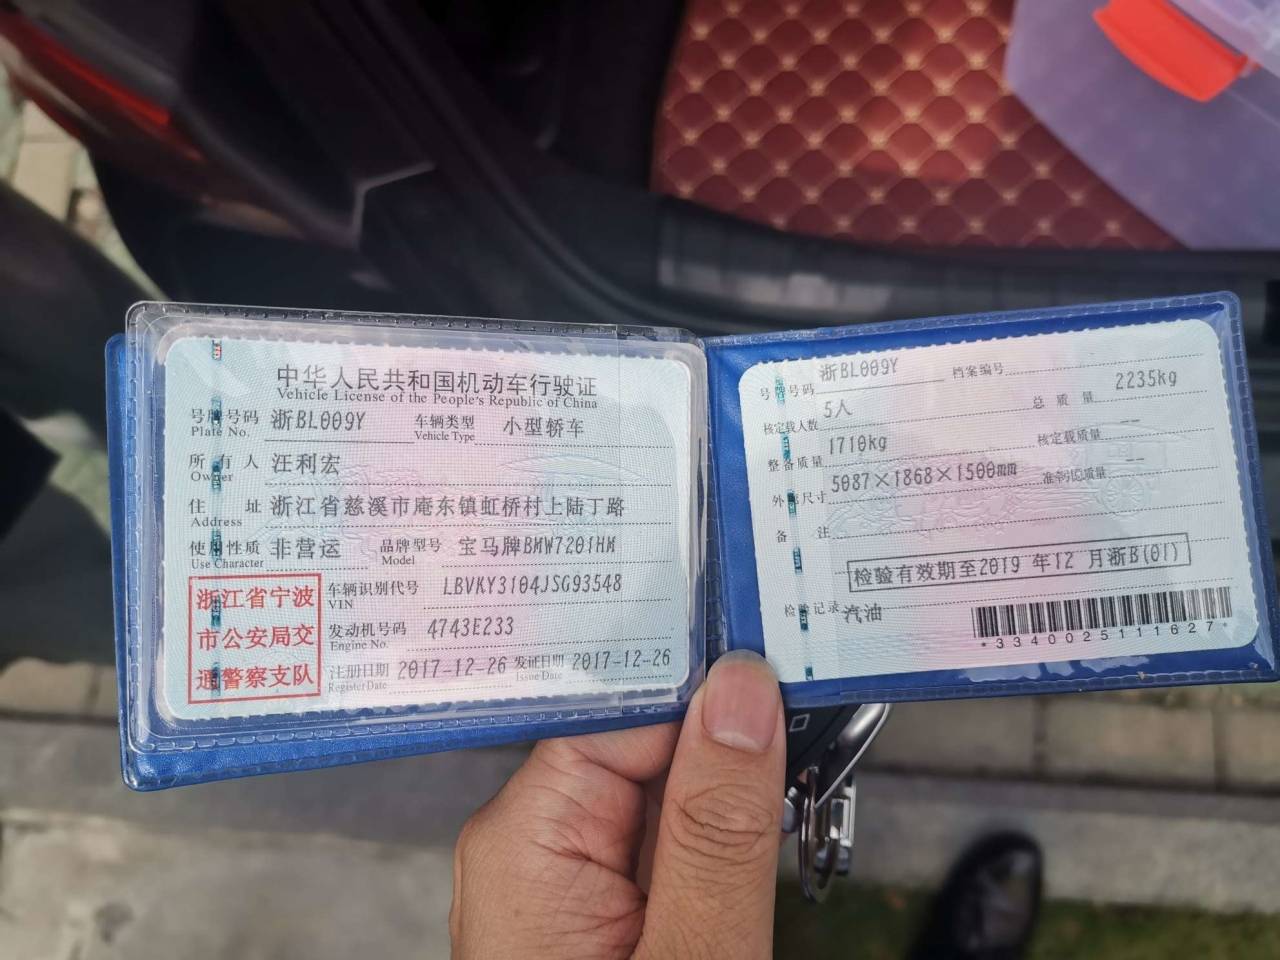 中华人民共和国机动车行驶证
Vehicle License of the People's Republic of China
号牌号码 浙BL009Y 车辆类型 小型轿车
Plate No. Vehicle Type
所有人 汪利宏
Owner
住址 浙江省慈溪市庵东镇虹桥村上陆丁路
Address
使用性质 非营运 品牌型号 宝马牌BMW7201HM
Use Character Model
浙江省宁波
市公安局交
通警察支队
车辆识别代号 LBVKY3104JSG93548
VIN
发动机号码 4743E233
Engine No.
注册日期 2017-12-26 发证日期 2017-12-26
Register Date Issue Date
号牌号码 浙BL009Y 档案编号
核定载人数 5人 总质量 2235kg
整备质量 1710kg 核定载质量 --
外廓尺寸 5087×1868×1500mm 准牵引总质量 --
备注
检验有效期至2019 年12 月浙B(01)
检验记录 汽油
*3340025111627*